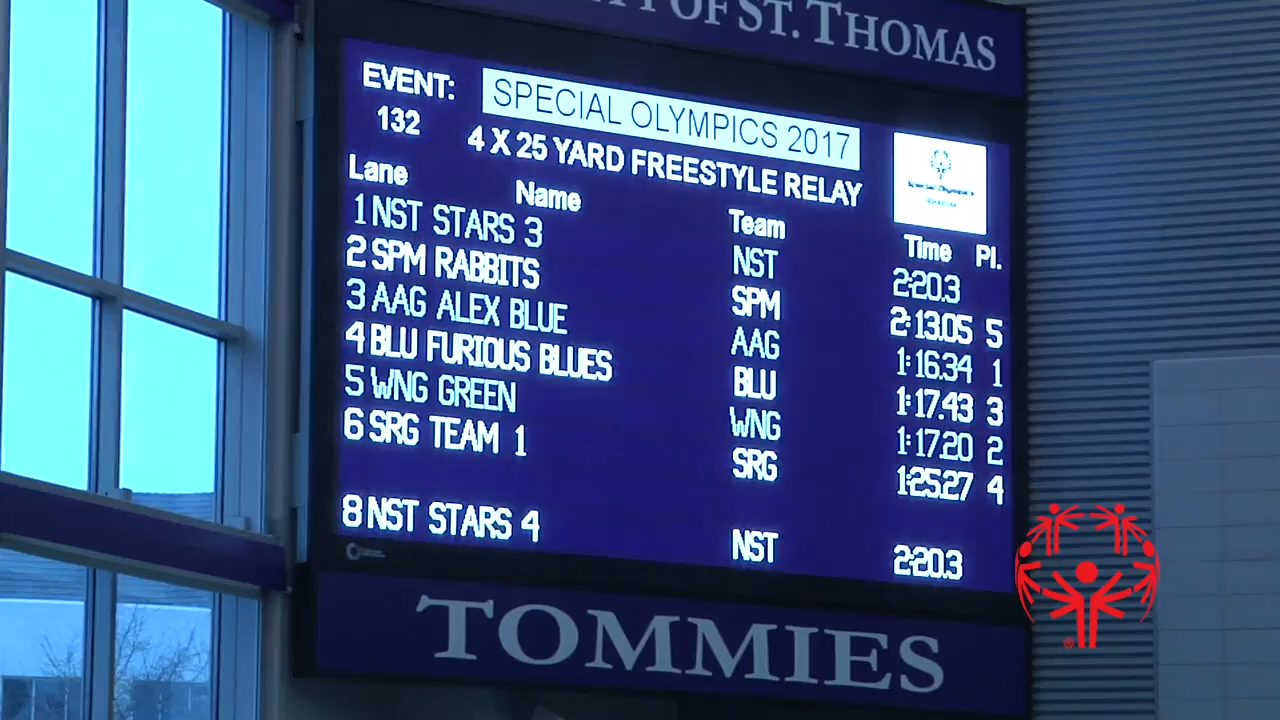 OF ST. THOMAS
EVENT: SPECIAL OLYMPICS 2017
132 4 X 25 YARD FREESTYLE RELAY
Special Olympics
Lane Name Team Time Pl.
1 NST STARS 3 NST 2:20.3
2 SPM RABBITS SPM 2:13.05 5
3 AAG ALEX BLUE AAG 1:16.34 1
4 BLU FURIOUS BLUES BLU 1:17.43 3
5 WNG GREEN WNG 1:17.20 2
6 SRG TEAM 1 SRG 1:25.27 4
8 NST STARS 4 NST 2:20.3
TOMMIES
®